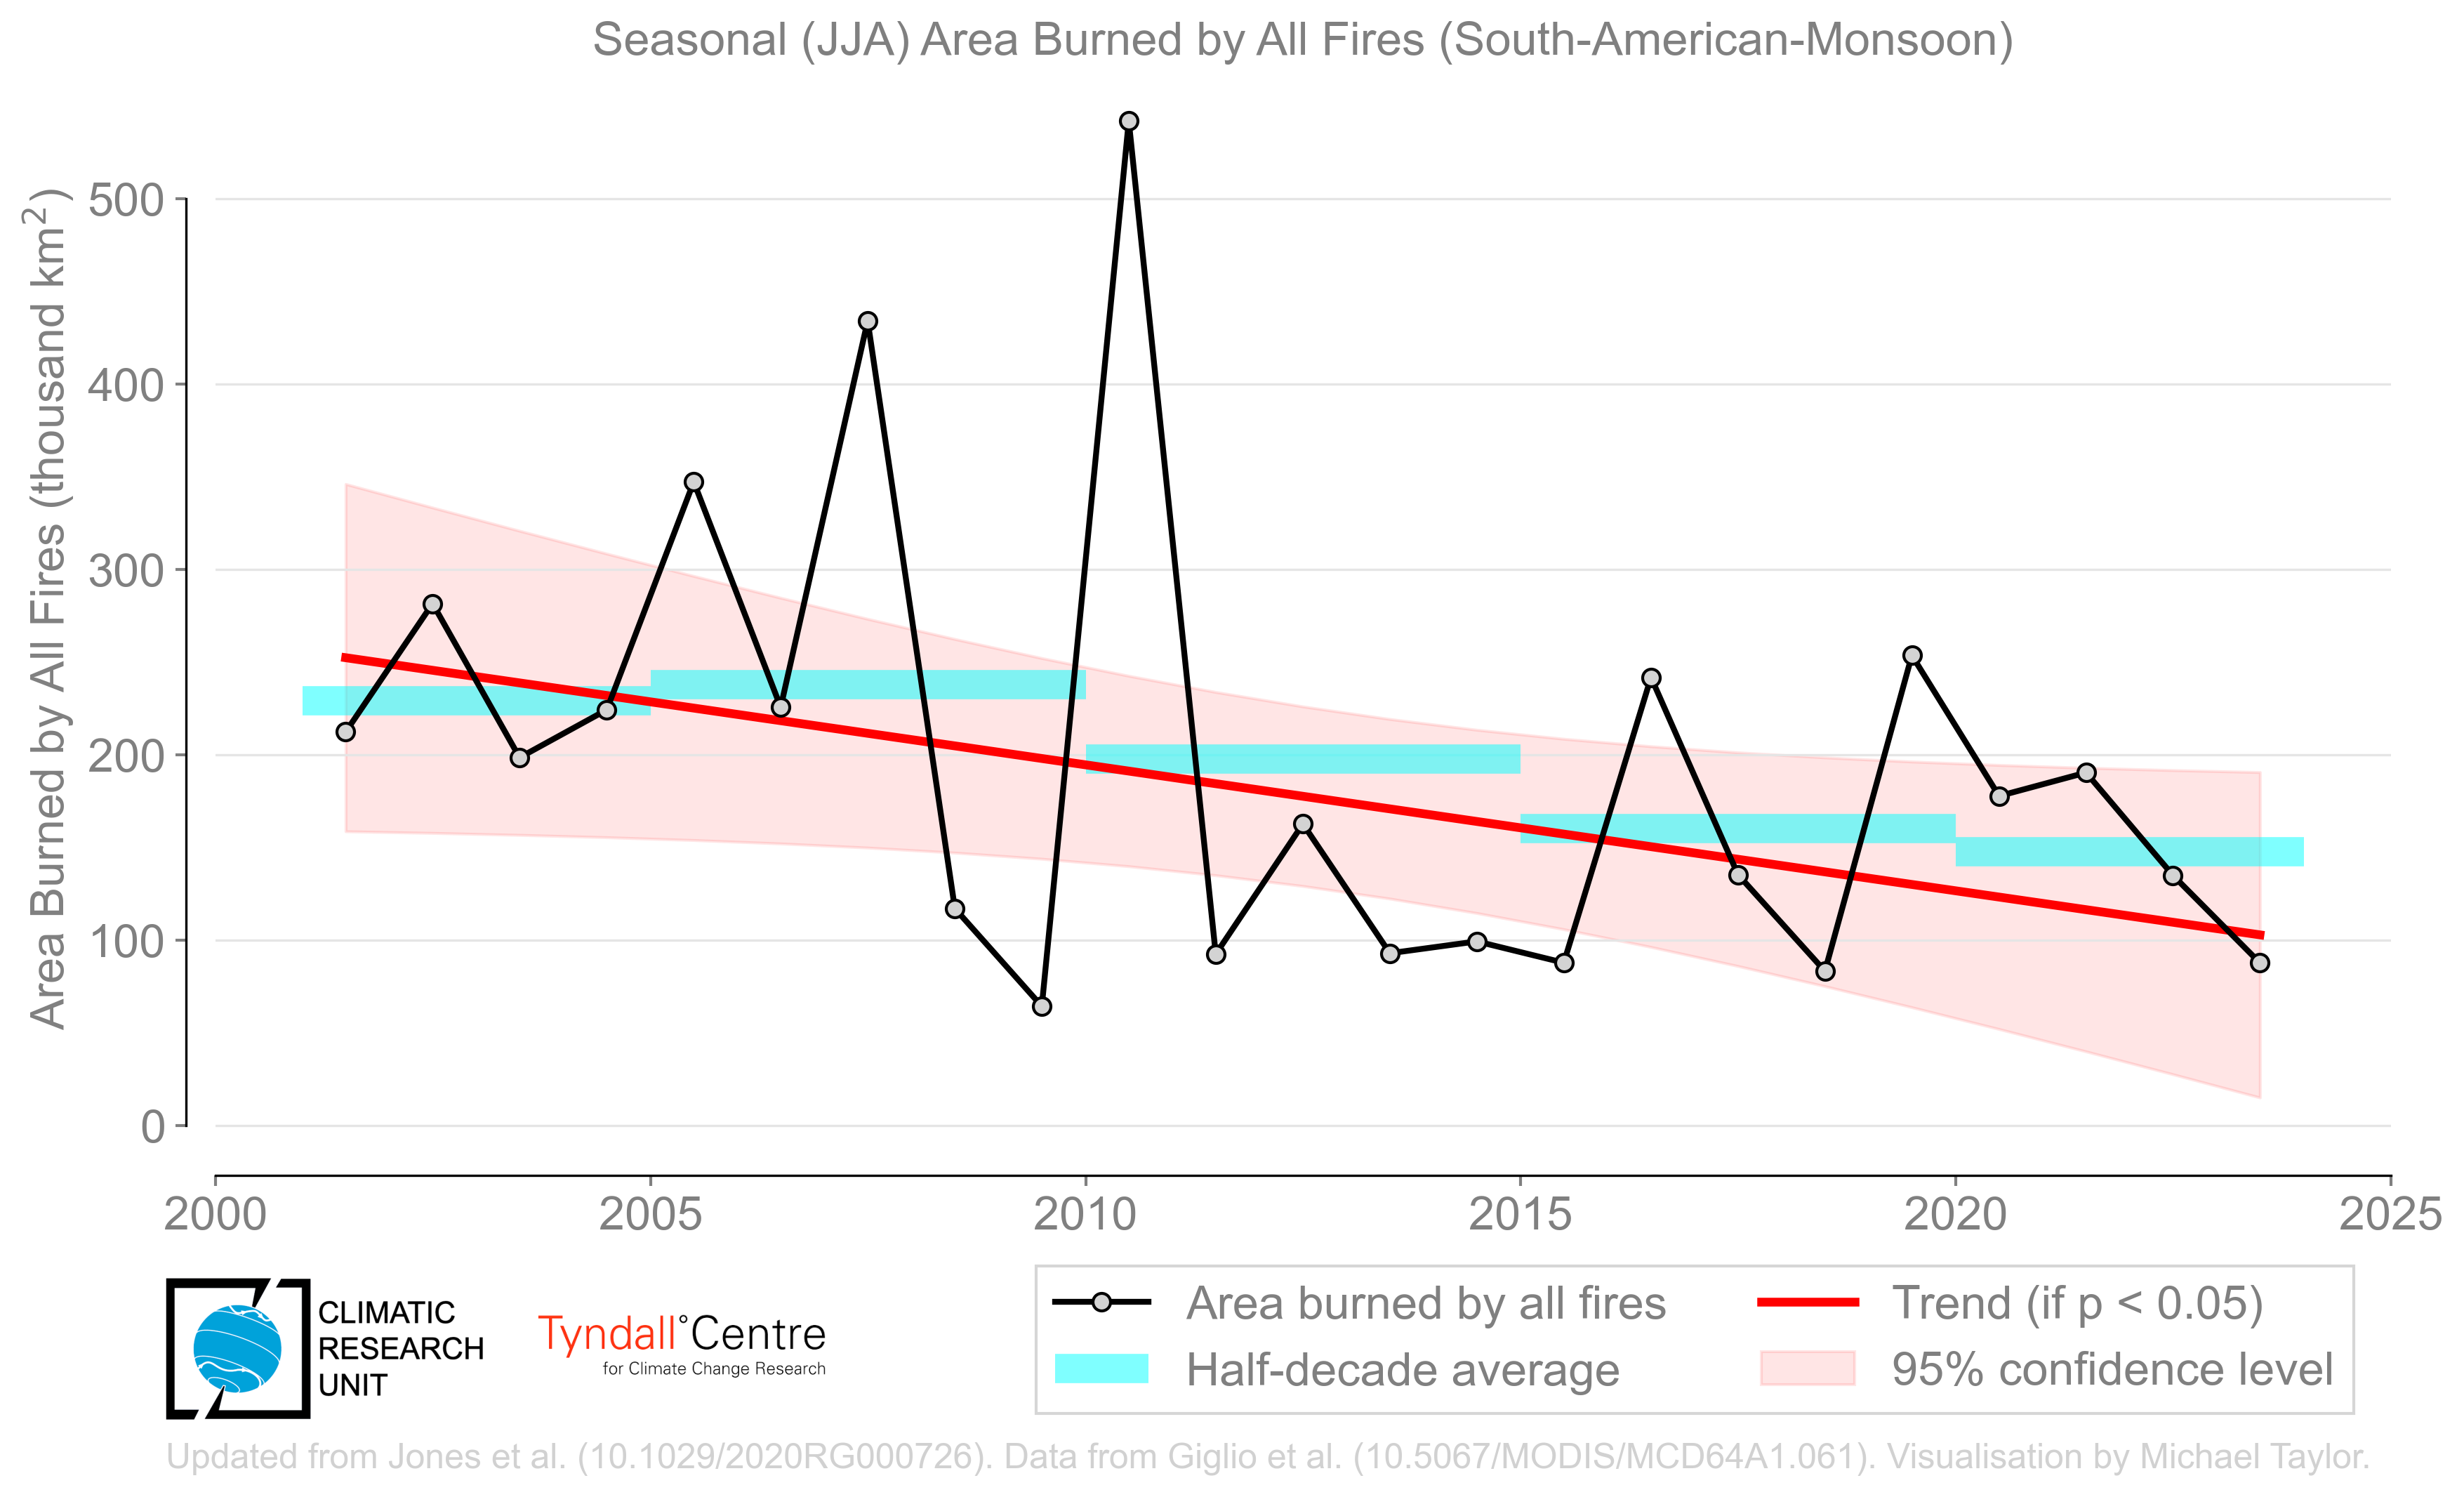 Seasonal (JJA) Area Burned by All Fires (South-American-Monsoon)
Area Burned by All Fires (thousand km²)
500
400
300
200
100
0
2000 2005 2010 2015 2020 2025
Area burned by all fires
Half-decade average
Trend (if p < 0.05)
95% confidence level
CLIMATIC
RESEARCH
UNIT
Tyndall°Centre
for Climate Change Research
Updated from Jones et al. (10.1029/2020RG000726). Data from Giglio et al. (10.5067/MODIS/MCD64A1.061). Visualisation by Michael Taylor.